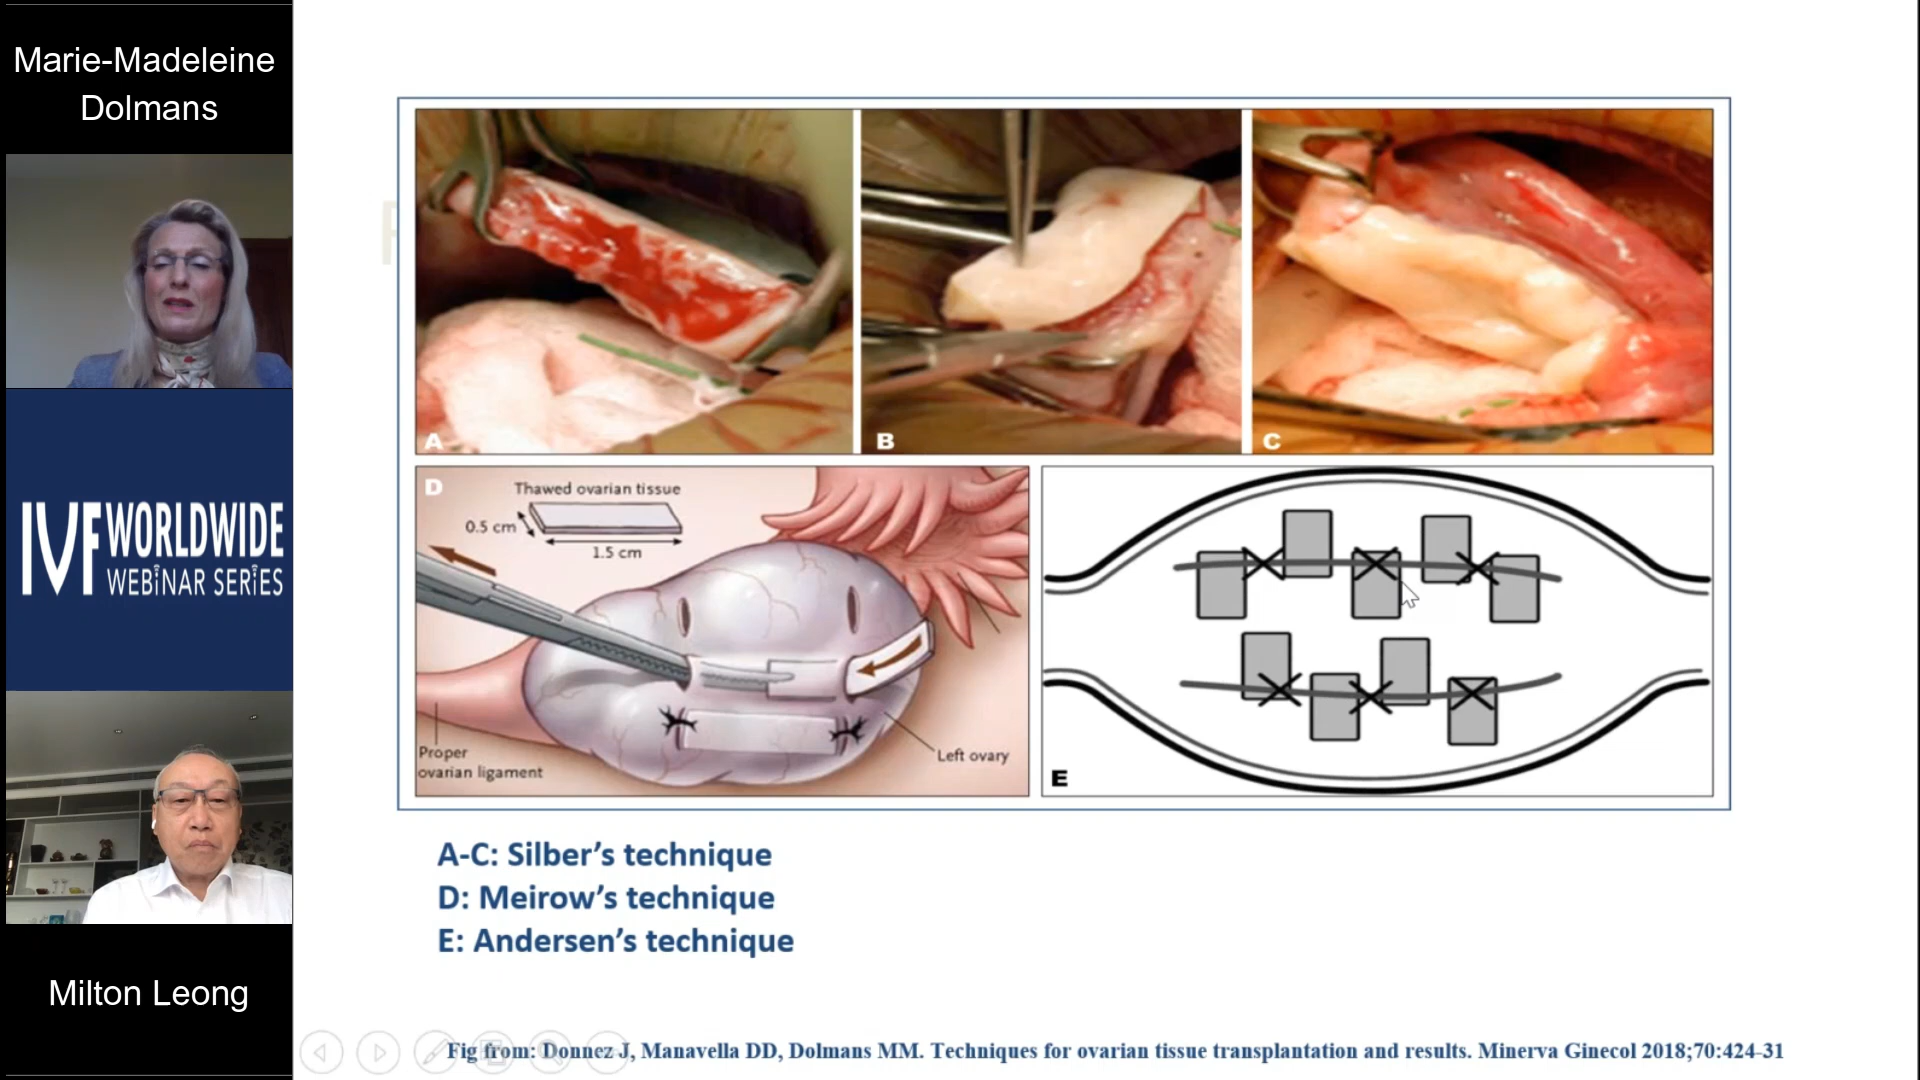 Marie-Madeleine
Dolmans
IVF WORLDWIDE
WEBINAR SERIES
Milton Leong
A
B
C
D
Thawed ovarian tissue
0.5 cm
1.5 cm
Proper
ovarian ligament
Left ovary
E
A-C: Silber’s technique
D: Meirow’s technique
E: Andersen’s technique
Fig from: Donnez J, Manavella DD, Dolmans MM. Techniques for ovarian tissue transplantation and results. Minerva Ginecol 2018;70:424-31